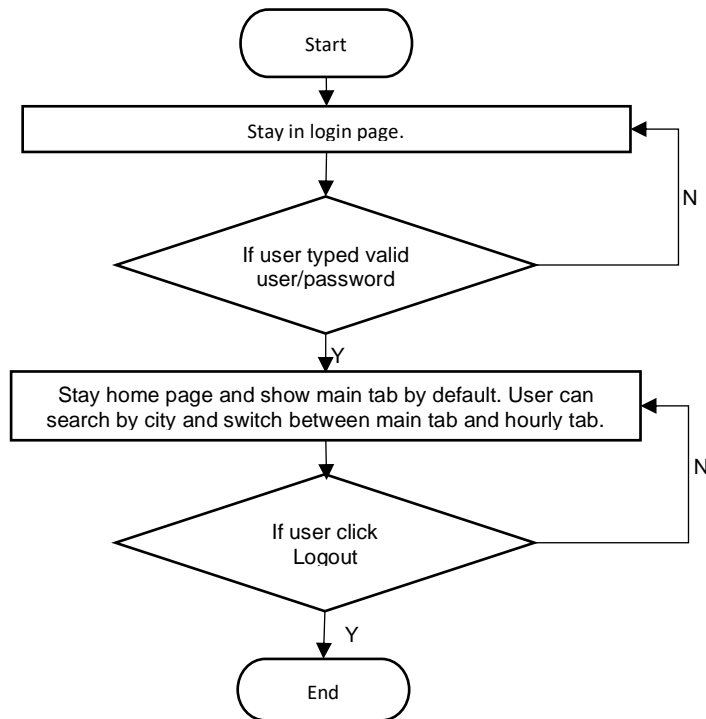 Start
Stay in login page.
N
If user typed valid
user/password
Y
Stay home page and show main tab by default. User can
search by city and switch between main tab and hourly tab.
N
If user click
Logout
Y
End